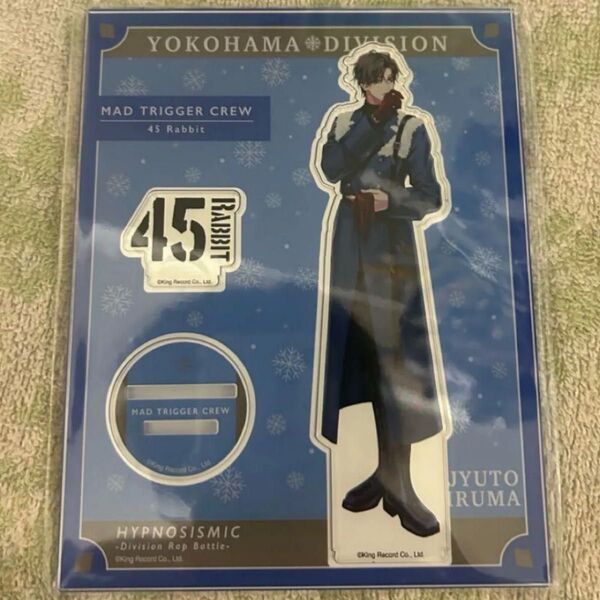 YOKOHAMA DIVISION
MAD TRIGGER CREW
45 Rabbit
45 RABBIT
©King Record Co., Ltd.
MAD TRIGGER CREW
©King Record Co., Ltd.
JYUTO
IRUMA
HYPNOSISMIC
-Division Rap Battle-
©King Record Co., Ltd.
©King Record Co., Ltd.